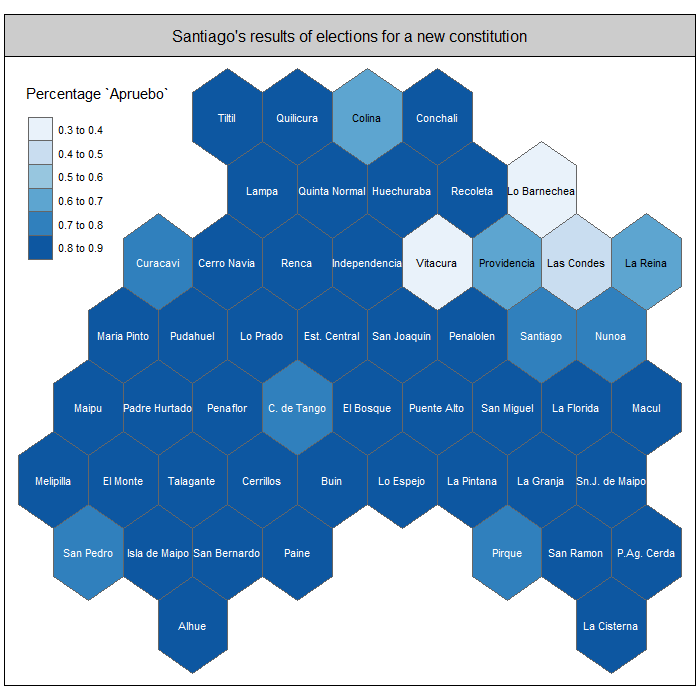 Santiago's results of elections for a new constitution
Percentage `Apruebo`
0.3 to 0.4
0.4 to 0.5
0.5 to 0.6
0.6 to 0.7
0.7 to 0.8
0.8 to 0.9
Tiltil Quilicura Colina Conchali
Lampa Quinta Normal Huechuraba Recoleta Lo Barnechea
Curacavi Cerro Navia Renca Independencia Vitacura Providencia Las Condes La Reina
Maria Pinto Pudahuel Lo Prado Est. Central San Joaquin Penalolen Santiago Nunoa
Maipu Padre Hurtado Penaflor C. de Tango El Bosque Puente Alto San Miguel La Florida Macul
Melipilla El Monte Talagante Cerrillos Buin Lo Espejo La Pintana La Granja Sn.J. de Maipo
San Pedro Isla de Maipo San Bernardo Paine Pirque San Ramon P.Ag. Cerda
Alhue La Cisterna